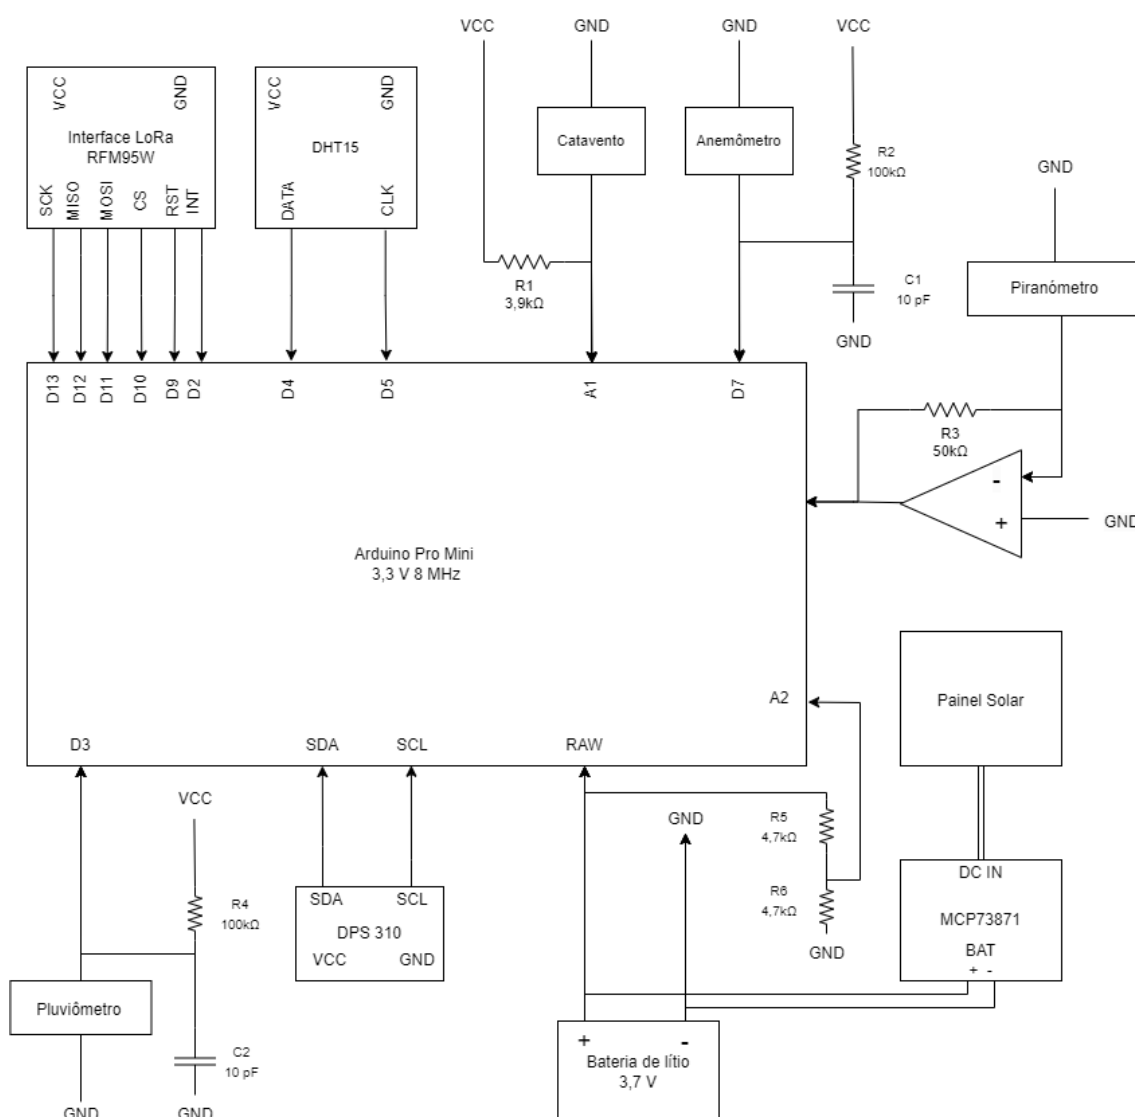 VCC
GND
GND
VCC
VCC
GND
Interface LoRa
RFM95W
SCK
MISO
MOSI
CS
RST
INT
VCC
GND
DHT15
DATA
CLK
Catavento
Anemômetro
R2
100kΩ
GND
R1
3,9kΩ
C1
10 pF
GND
Piranómetro
D13
D12
D11
D10
D9
D2
D4
D5
A1
D7
R3
50kΩ
-
+
GND
Arduino Pro Mini
3,3 V 8 MHz
A2
Painel Solar
D3
SDA
SCL
RAW
VCC
GND
R5
4,7kΩ
R6
4,7kΩ
GND
DC IN
MCP73871
BAT
+ -
R4
100kΩ
SDA
SCL
DPS 310
VCC
GND
Pluviômetro
C2
10 pF
GND
GND
+
-
Bateria de lítio
3,7 V